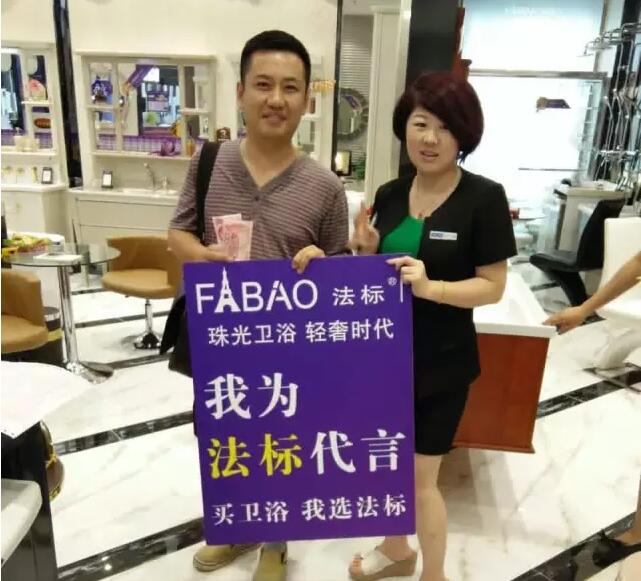 FABAO 法标®
珠光卫浴 轻奢时代
我为
法标代言
买卫浴 我选法标